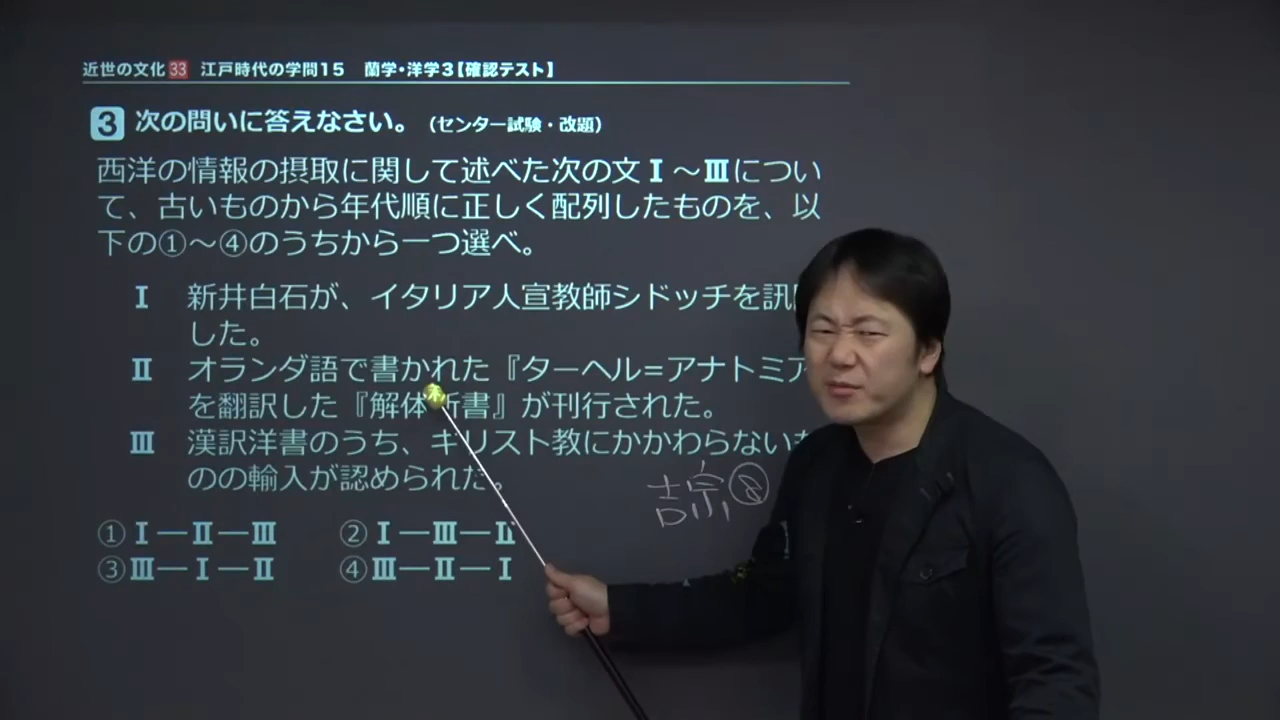 近世の文化33 江戸時代の学問15 蘭学・洋学3【確認テスト】
3 次の問いに答えなさい。（センター試験・改題）
西洋の情報の摂取に関して述べた次の文Ⅰ～Ⅲについ
て、古いものから年代順に正しく配列したものを、以
下の①～④のうちから一つ選べ。
Ⅰ 新井白石が、イタリア人宣教師シドッチを訊
した。
Ⅱ オランダ語で書かれた『ターヘル＝アナトミア
を翻訳した『解体新書』が刊行された。
Ⅲ 漢訳洋書のうち、キリスト教にかかわらないも
のの輸入が認められた。
吉宗⑧
①Ⅰ―Ⅱ―Ⅲ ②Ⅰ―Ⅲ―Ⅱ
③Ⅲ―Ⅰ―Ⅱ ④Ⅲ―Ⅱ―Ⅰ